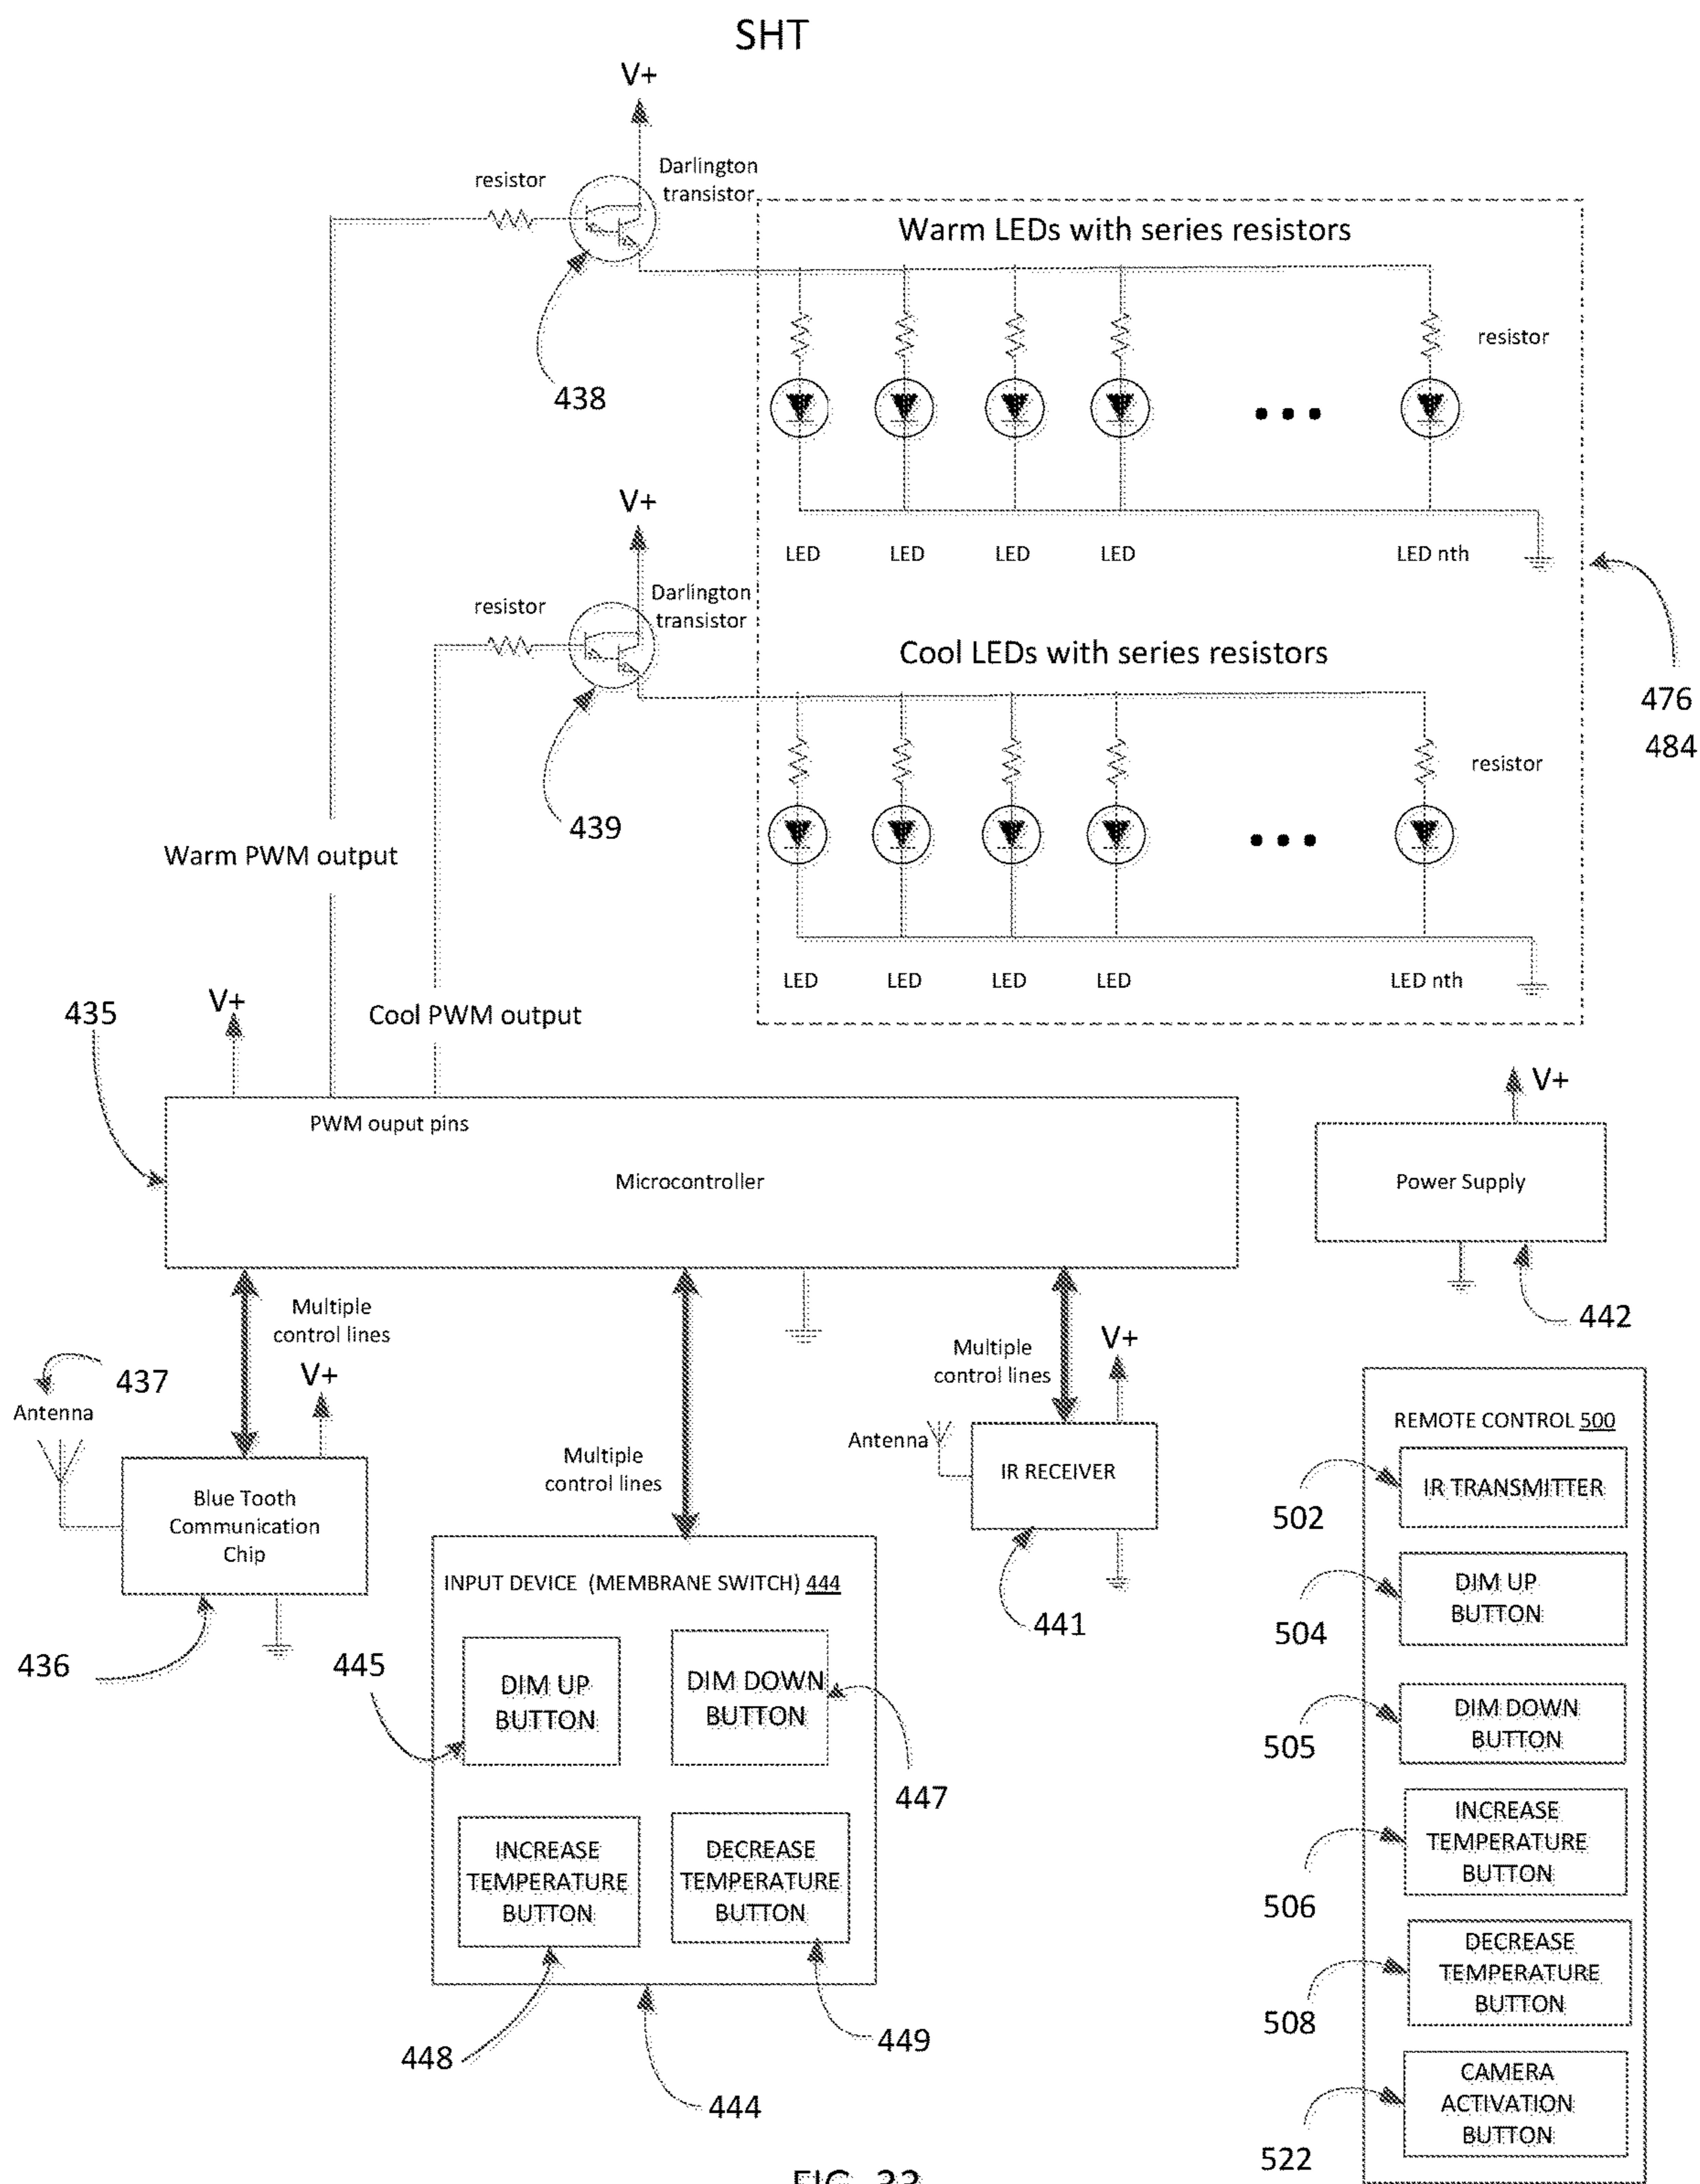 SHT
V+
Darlington
transistor
resistor
Warm LEDs with series resistors
resistor
438
V+
LED
LED
LED
LED
LED nth
Darlington
transistor
resistor
Cool LEDs with series resistors
476
484
resistor
439
Warm PWM output
LED
LED
LED
LED
LED nth
V+
435
Cool PWM output
V+
PWM ouput pins
Microcontroller
Power Supply
Multiple
control lines
442
V+
Multiple
control lines
437
V+
Antenna
REMOTE CONTROL 500
Antenna
Multiple
control lines
IR RECEIVER
IR TRANSMITTER
502
Blue Tooth
Communication
Chip
INPUT DEVICE (MEMBRANE SWITCH) 444
DIM UP
BUTTON
441
504
436
445
DIM UP
BUTTON
DIM DOWN
BUTTON
DIM DOWN
BUTTON
505
447
INCREASE
TEMPERATURE
BUTTON
INCREASE
TEMPERATURE
BUTTON
DECREASE
TEMPERATURE
BUTTON
506
DECREASE
TEMPERATURE
BUTTON
508
449
448
444
CAMERA
ACTIVATION
BUTTON
522
FIG. 33